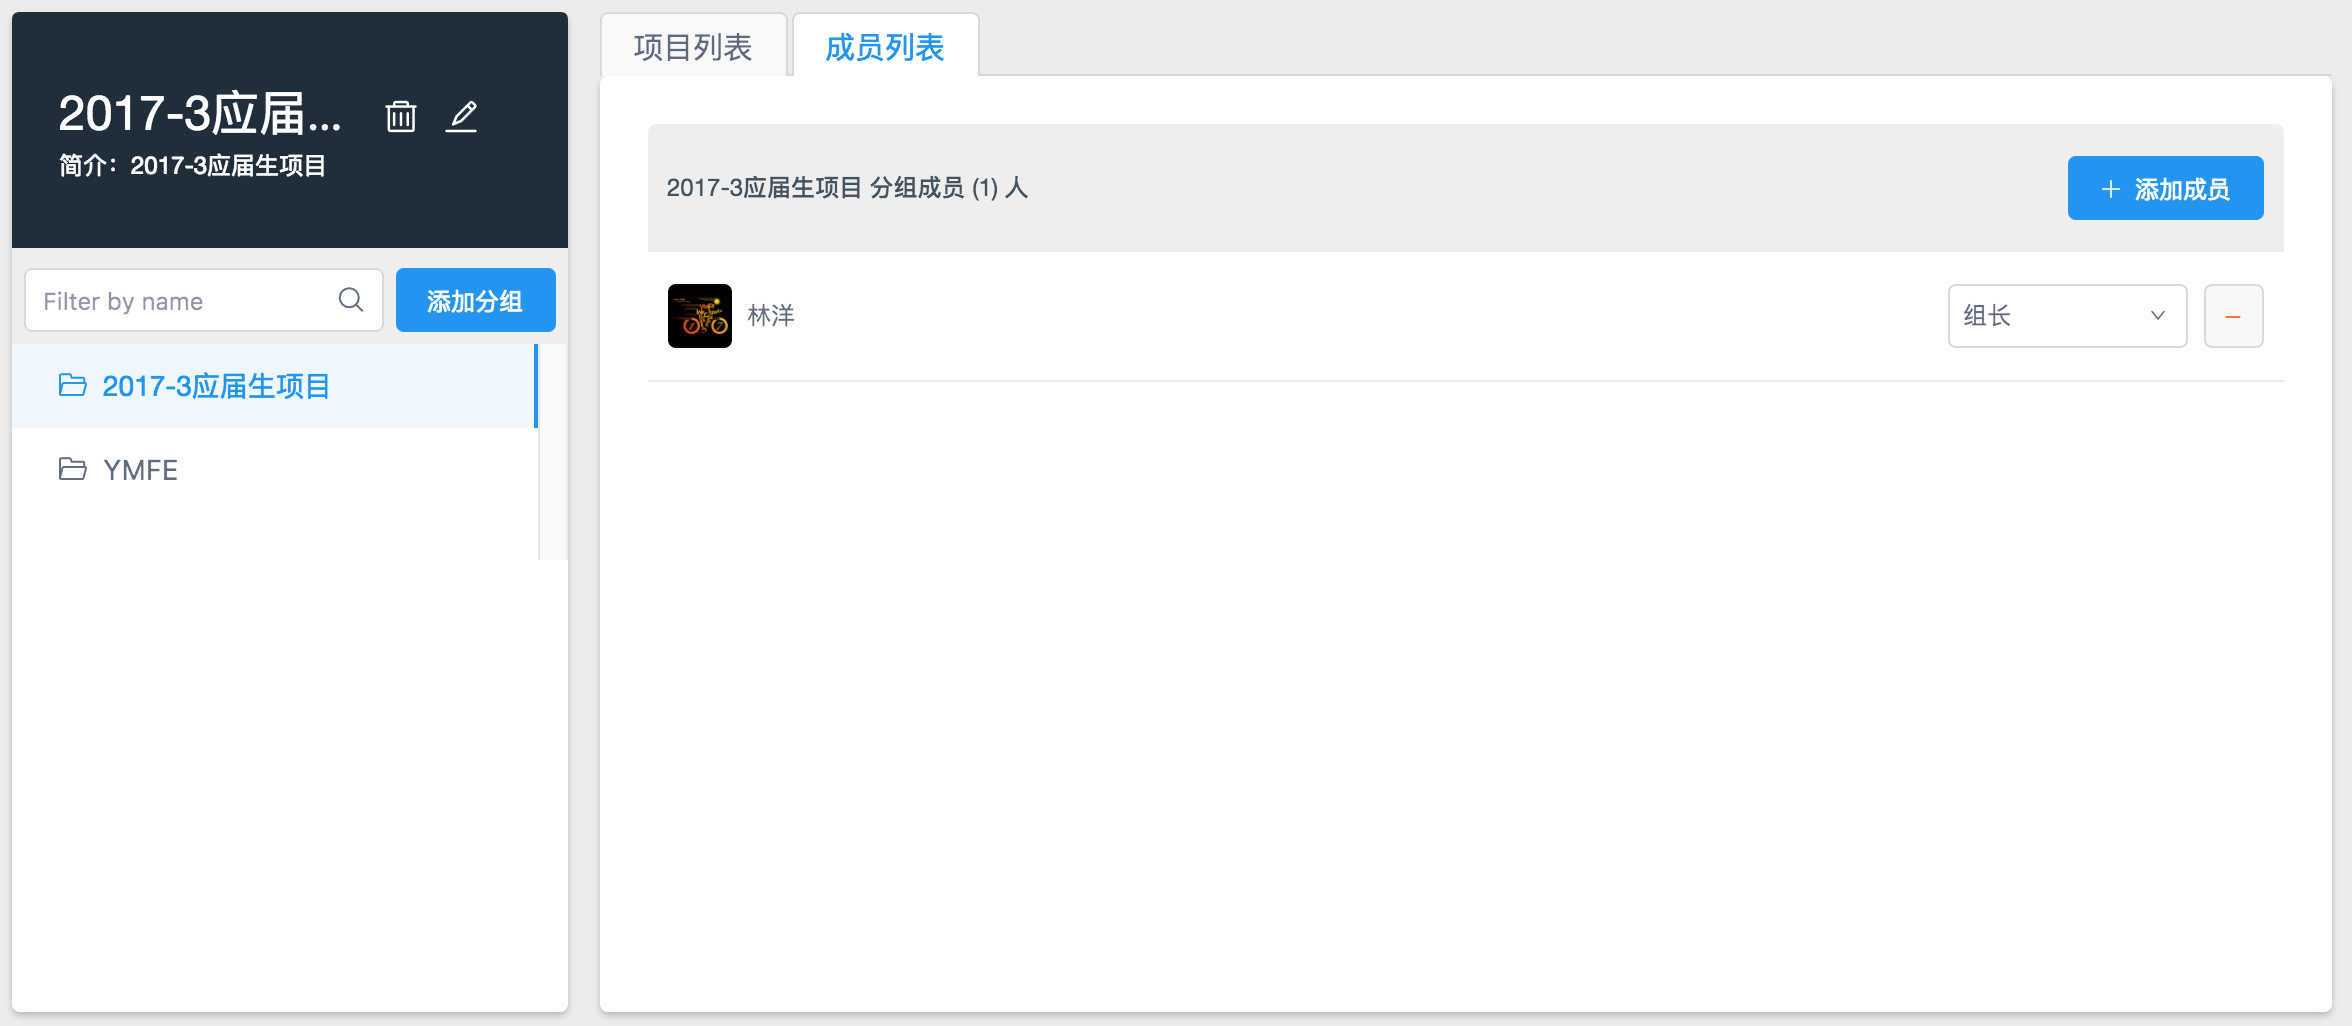 2017-3应届...
简介：2017-3应届生项目
Filter by name
添加分组
2017-3应届生项目
YMFE
项目列表
成员列表
2017-3应届生项目 分组成员 (1) 人
添加成员
林洋
组长